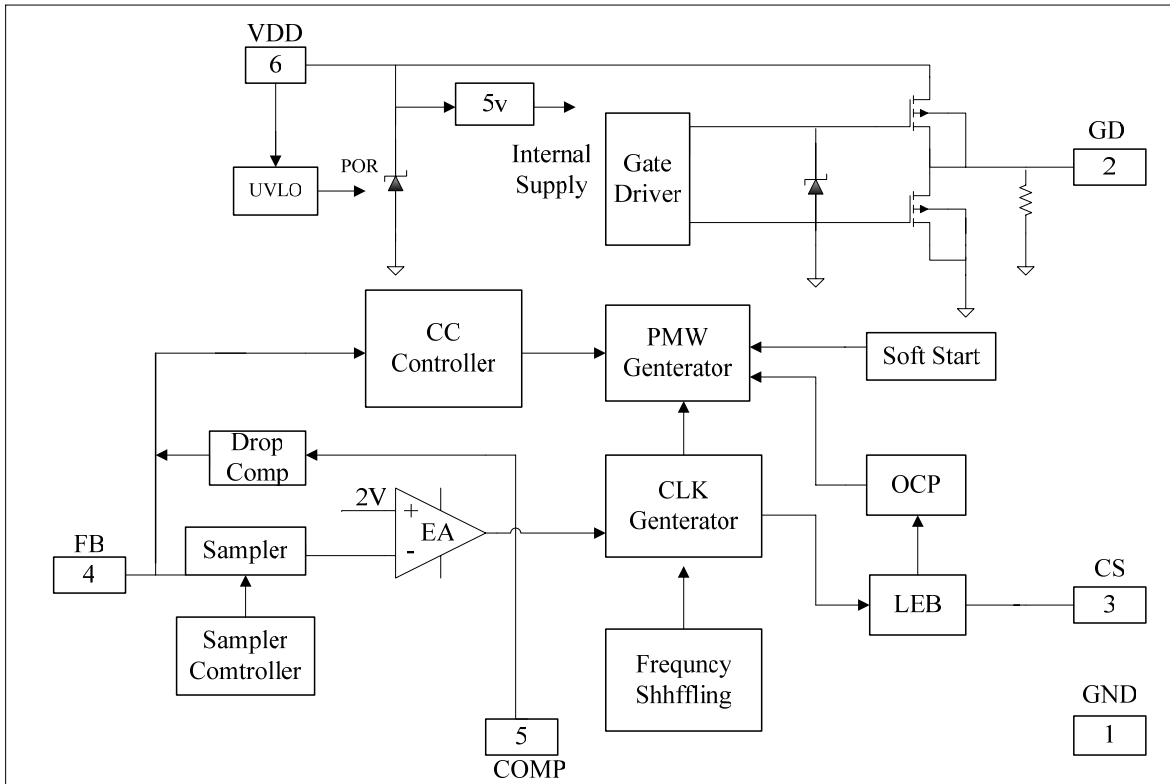 VDD
6
5v
POR
UVLO
Internal
Supply
Gate
Driver
GD
2
CC
Controller
PMW
Genterator
Soft Start
Drop
Comp
2V
+
EA
-
CLK
Genterator
OCP
FB
4
Sampler
CS
3
LEB
Sampler
Comtroller
Frequncy
Shhffling
GND
1
5
COMP